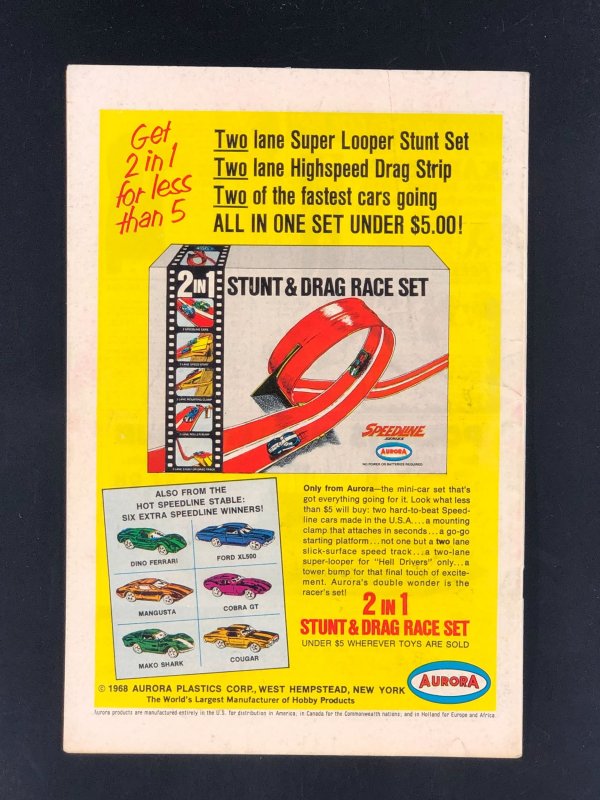 Get
2 in 1
for less
than 5
Two lane Super Looper Stunt Set
Two lane Highspeed Drag Strip
Two of the fastest cars going
ALL IN ONE SET UNDER $5.00!
2 IN 1
STUNT & DRAG RACE SET
SPEEDLINE
SERIES
AURORA
NO POWER OR BATTERIES REQUIRED
ALSO FROM THE
HOT SPEEDLINE STABLE:
SIX EXTRA SPEEDLINE WINNERS!
DINO FERRARI
FORD XL500
MANGUSTA
COBRA GT
MAKO SHARK
COUGAR
Only from Aurora—the mini-car set that's
got everything going for it. Look what less
than $5 will buy: two hard-to-beat Speed-
line cars made in the U.S.A. ... a mounting
clamp that attaches in seconds ... a go-go
starting platform ... not one but a two lane
slick-surface speed track ... a two-lane
super-looper for "Hell Drivers" only ... a
tower bump for that final touch of excite-
ment. Aurora's double wonder is the
racer's set!
2 IN 1
STUNT & DRAG RACE SET
UNDER $5 WHEREVER TOYS ARE SOLD
© 1968 AURORA PLASTICS CORP., WEST HEMPSTEAD, NEW YORK
The World's Largest Manufacturer of Hobby Products
AURORA
Aurora products are manufactured entirely in the U.S. for distribution in America, in Canada for the Commonwealth nations, and in Holland for Europe and Africa